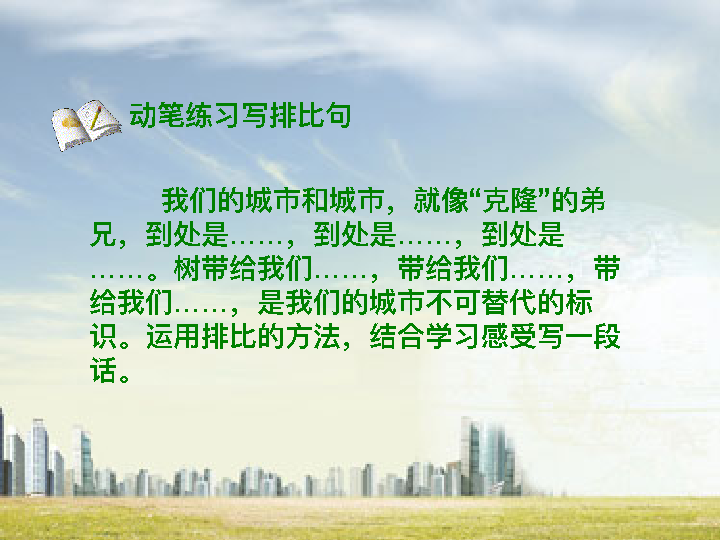 动笔练习写排比句
我们的城市和城市，就像“克隆”的弟
兄，到处是……，到处是……，到处是
……。树带给我们……，带给我们……，带
给我们……，是我们的城市不可替代的标
识。运用排比的方法，结合学习感受写一段
话。